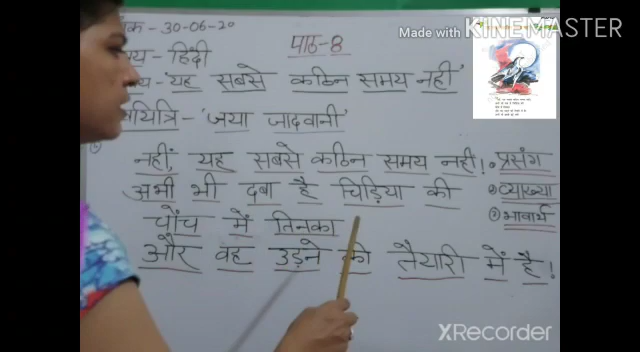 Made with KINEMASTER
क - 30-06-20
पाठ-8
- हिंदी
- 'यह सबसे कठिन समय नहीं'
- 'जया जादवानी'
नहीं, यह सबसे कठिन समय नहीं!
अभी भी दबा है चिड़िया की
चोंच में तिनका
और वह उड़ने की तैयारी में है!
प्रसंग
व्याख्या
भावार्थ
XRecorder